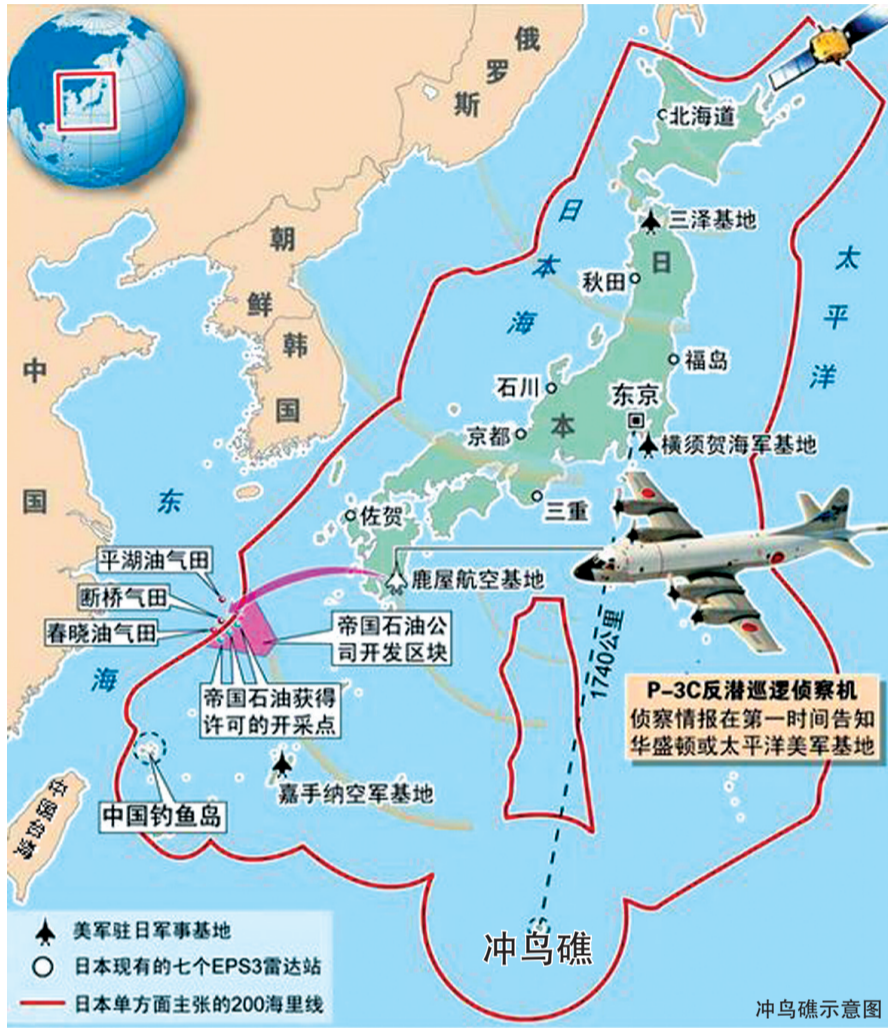 俄罗斯
北海道
日本海
三泽基地
朝鲜
日本
太平洋
秋田
韩国
中国
福岛
石川
东京
京都
横须贺海军基地
东海
三重
佐贺
平湖油气田
鹿屋航空基地
断桥气田
春晓油气田
帝国石油公
司开发区块
1740公里
P-3C反潜巡逻侦察机
侦察情报在第一时间告知
华盛顿或太平洋美军基地
帝国石油获得
许可的开采点
嘉手纳空军基地
中国钓鱼岛
中国台湾
冲鸟礁
美军驻日军事基地
日本现有的七个EPS3雷达站
日本单方面主张的200海里线
冲鸟礁示意图